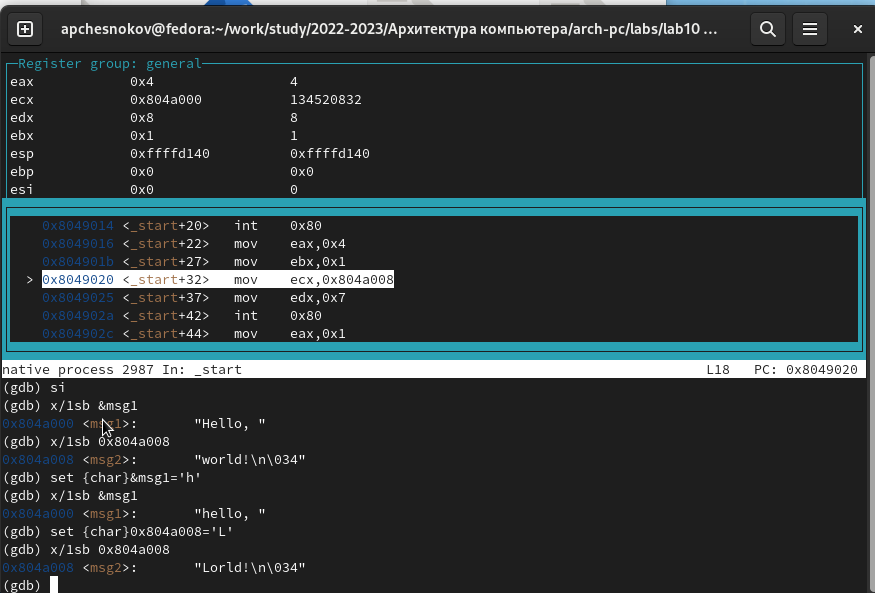 apchesnokov@fedora:~/work/study/2022-2023/Архитектура компьютера/arch-pc/labs/lab10 ...
Register group: general
eax 0x4 4
ecx 0x804a000 134520832
edx 0x8 8
ebx 0x1 1
esp 0xffffd140 0xffffd140
ebp 0x0 0x0
esi 0x0 0
0x8049014 <_start+20> int 0x80
0x8049016 <_start+22> mov eax,0x4
0x804901b <_start+27> mov ebx,0x1
> 0x8049020 <_start+32> mov ecx,0x804a008
0x8049025 <_start+37> mov edx,0x7
0x804902a <_start+42> int 0x80
0x804902c <_start+44> mov eax,0x1
native process 2987 In: _start L18 PC: 0x8049020
(gdb) si
(gdb) x/1sb &msg1
0x804a000 <msg1>: "Hello, "
(gdb) x/1sb 0x804a008
0x804a008 <msg2>: "world!\n\034"
(gdb) set {char}&msg1='h'
(gdb) x/1sb &msg1
0x804a000 <msg1>: "hello, "
(gdb) set {char}0x804a008='L'
(gdb) x/1sb 0x804a008
0x804a008 <msg2>: "Lorld!\n\034"
(gdb)